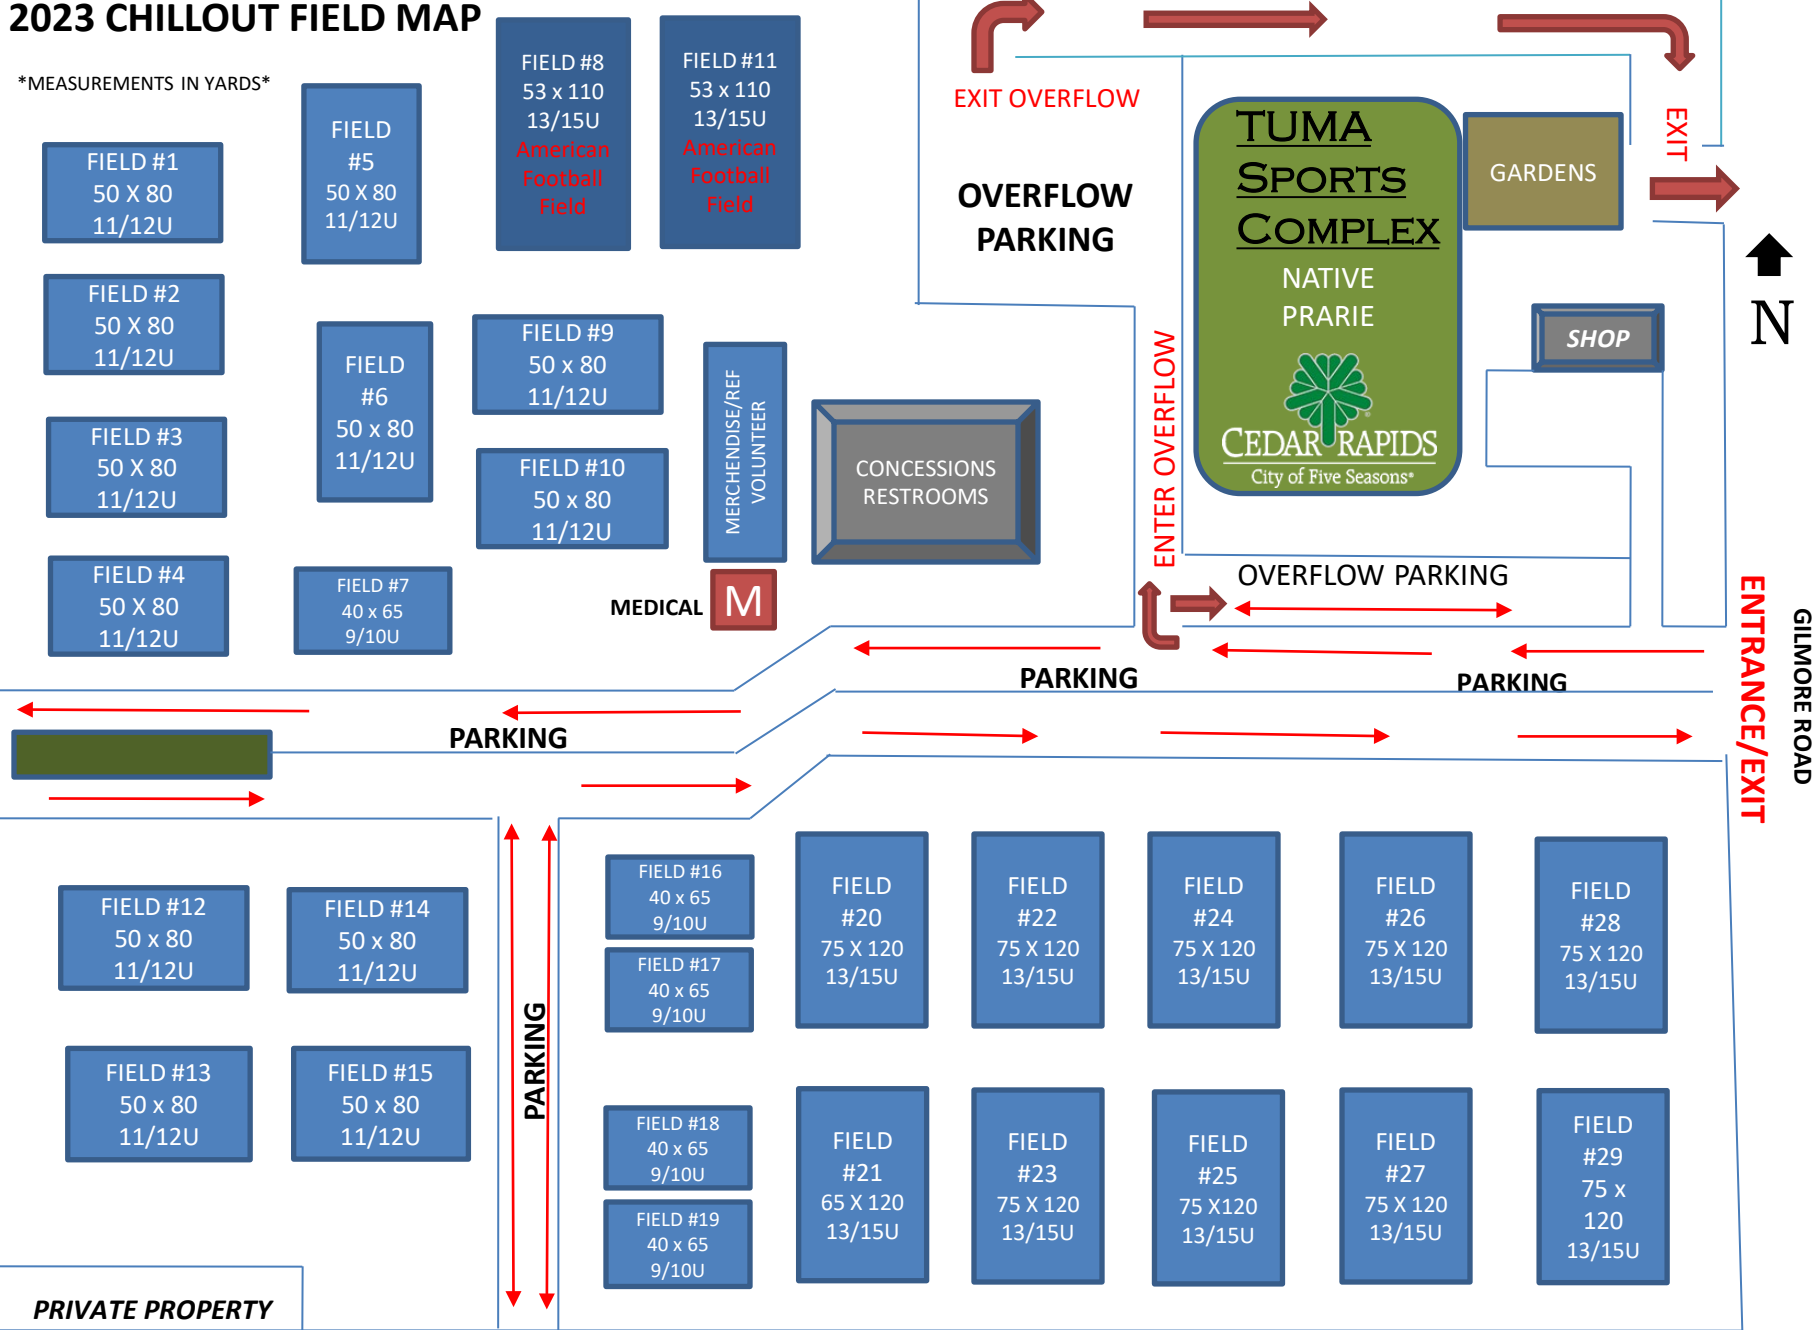 2023 CHILLOUT FIELD MAP
*MEASUREMENTS IN YARDS*
FIELD #1
50 X 80
11/12U
FIELD #2
50 X 80
11/12U
FIELD #3
50 X 80
11/12U
FIELD #4
50 X 80
11/12U
FIELD
#5
50 X 80
11/12U
FIELD
#6
50 x 80
11/12U
FIELD #7
40 x 65
9/10U
FIELD #8
53 x 110
13/15U
American
Football
Field
FIELD #11
53 x 110
13/15U
American
Football
Field
FIELD #9
50 x 80
11/12U
FIELD #10
50 x 80
11/12U
MERCHENDISE/REF
VOLUNTEER
MEDICAL
M
CONCESSIONS
RESTROOMS
EXIT OVERFLOW
OVERFLOW
PARKING
ENTER OVERFLOW
TUMA
SPORTS
COMPLEX
NATIVE
PRARIE
CEDAR RAPIDS
City of Five Seasons®
GARDENS
EXIT
N
SHOP
OVERFLOW PARKING
PARKING
PARKING
ENTRANCE/EXIT
GILMORE ROAD
PARKING
PARKING
FIELD #12
50 x 80
11/12U
FIELD #14
50 x 80
11/12U
FIELD #13
50 x 80
11/12U
FIELD #15
50 x 80
11/12U
FIELD #16
40 x 65
9/10U
FIELD #17
40 x 65
9/10U
FIELD #18
40 x 65
9/10U
FIELD #19
40 x 65
9/10U
FIELD
#20
75 X 120
13/15U
FIELD
#22
75 X 120
13/15U
FIELD
#24
75 X 120
13/15U
FIELD
#26
75 X 120
13/15U
FIELD
#28
75 X 120
13/15U
FIELD
#21
65 X 120
13/15U
FIELD
#23
75 X 120
13/15U
FIELD
#25
75 X120
13/15U
FIELD
#27
75 X 120
13/15U
FIELD
#29
75 x
120
13/15U
PRIVATE PROPERTY